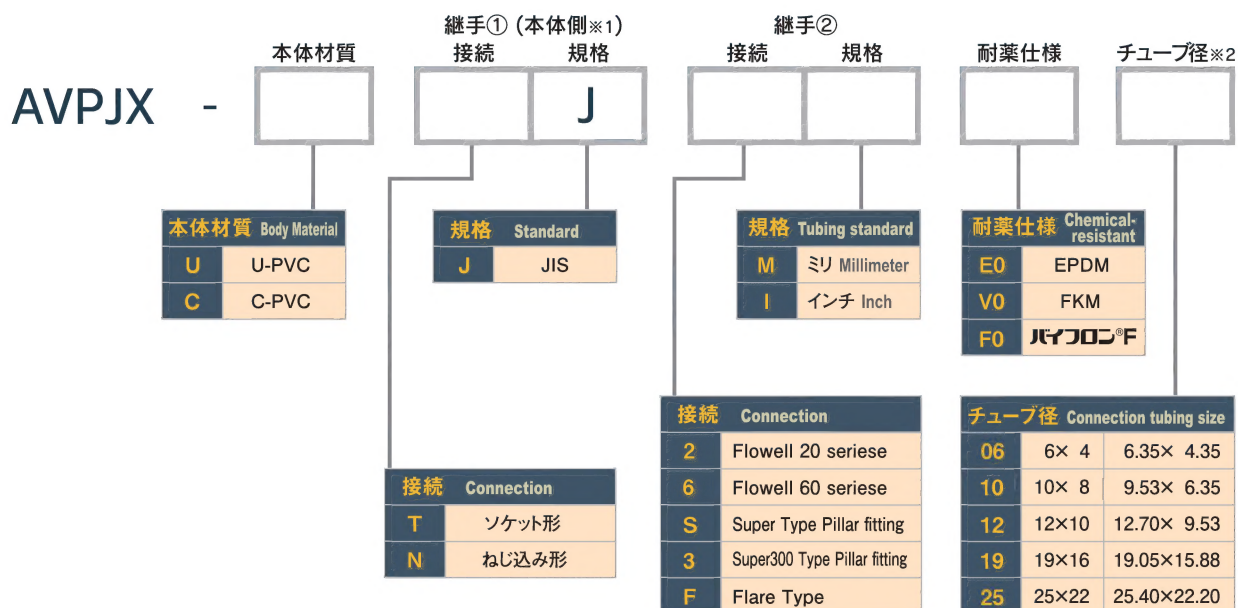 継手① (本体側※1) 継手②
本体材質 接続 規格 接続 規格 耐薬仕様 チューブ径※2
AVPJX - J
本体材質 Body Material
U U-PVC
C C-PVC
規格 Standard
J JIS
規格 Tubing standard
M ミリ Millimeter
I インチ Inch
耐薬仕様 Chemical-resistant
E0 EPDM
V0 FKM
F0 バイフロン®F
接続 Connection
T ソケット形
N ねじ込み形
接続 Connection
2 Flowell 20 seriese
6 Flowell 60 seriese
S Super Type Pillar fitting
3 Super300 Type Pillar fitting
F Flare Type
チューブ径 Connection tubing size
06 6× 4 6.35× 4.35
10 10× 8 9.53× 6.35
12 12×10 12.70× 9.53
19 19×16 19.05×15.88
25 25×22 25.40×22.20